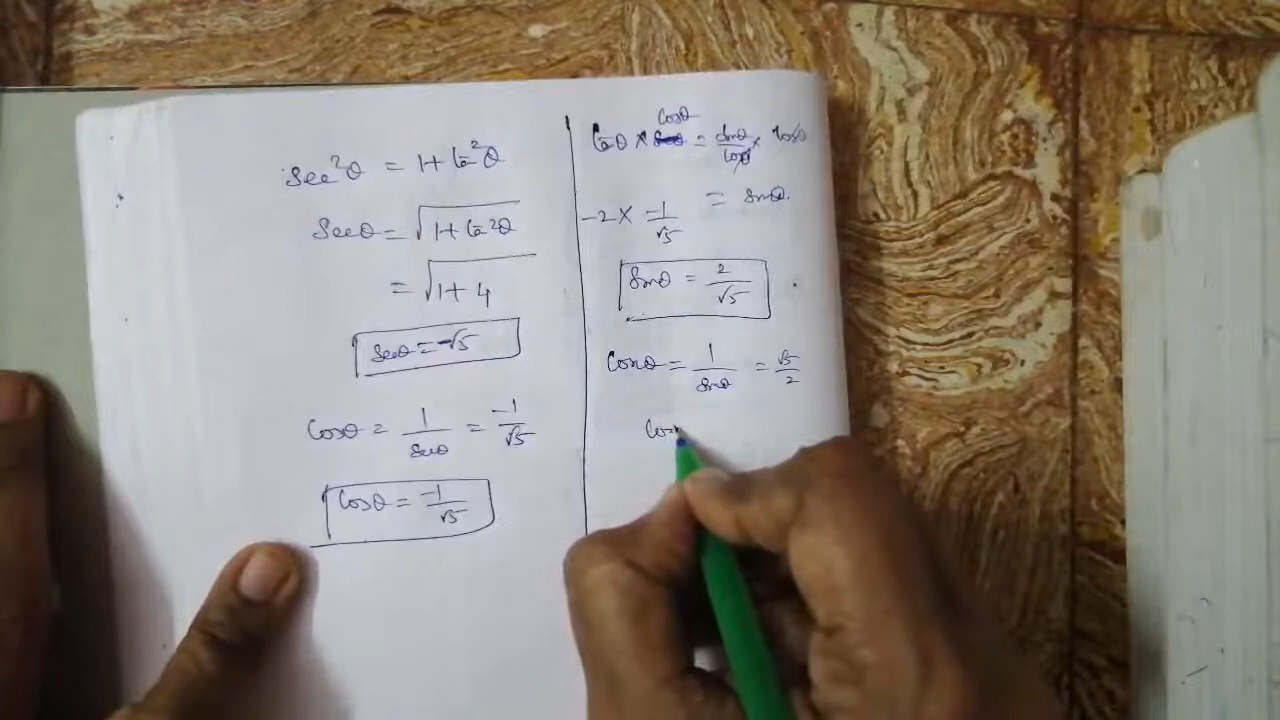 sec²θ = 1 + tan²θ
secθ = √1 + tan²θ
= √1 + 4
secθ = -√5
cosθ = 1/secθ = -1/√5
cosθ = -1/√5
cosθ
tanθ × = sinθ/cosθ × cosθ
-2 × -1/√5 = sinθ.
sinθ = 2/√5
cosecθ = 1/sinθ = √5/2